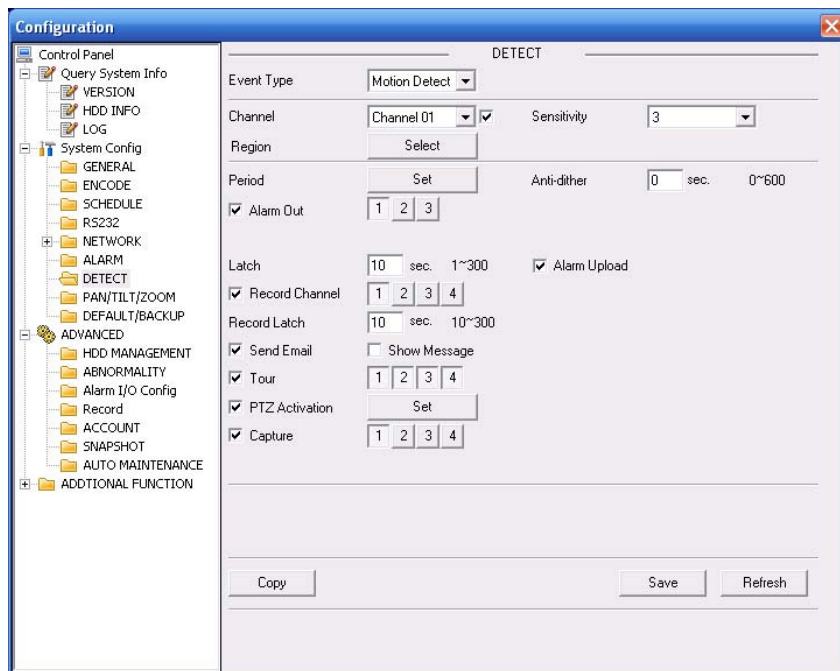 Configuration
Control Panel
Query System Info
VERSION
HDD INFO
LOG
System Config
GENERAL
ENCODE
SCHEDULE
RS232
NETWORK
ALARM
DETECT
PAN/TILT/ZOOM
DEFAULT/BACKUP
ADVANCED
HDD MANAGEMENT
ABNORMALITY
Alarm I/O Config
Record
ACCOUNT
SNAPSHOT
AUTO MAINTENANCE
ADDTIONAL FUNCTION
DETECT
Event Type Motion Detect
Channel Channel 01 Sensitivity 3
Region Select
Period Set Anti-dither 0 sec. 0~600
Alarm Out 1 2 3
Latch 10 sec. 1~300 Alarm Upload
Record Channel 1 2 3 4
Record Latch 10 sec. 10~300
Send Email Show Message
Tour 1 2 3 4
PTZ Activation Set
Capture 1 2 3 4
Copy Save Refresh